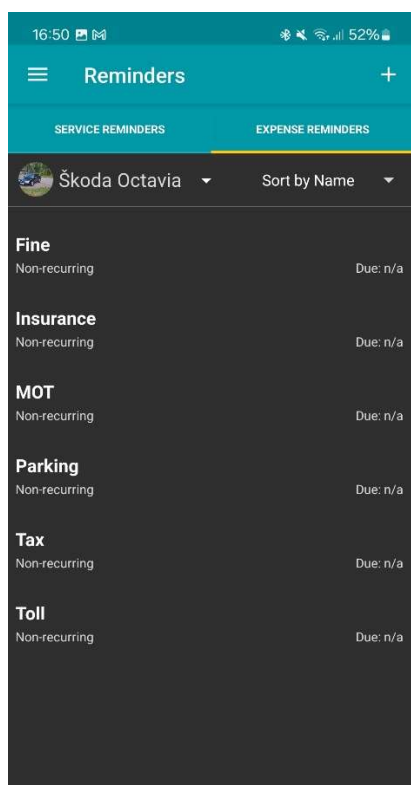 16:50 52%
Reminders
SERVICE REMINDERS EXPENSE REMINDERS
Škoda Octavia Sort by Name
Fine
Non-recurring Due: n/a
Insurance
Non-recurring Due: n/a
MOT
Non-recurring Due: n/a
Parking
Non-recurring Due: n/a
Tax
Non-recurring Due: n/a
Toll
Non-recurring Due: n/a